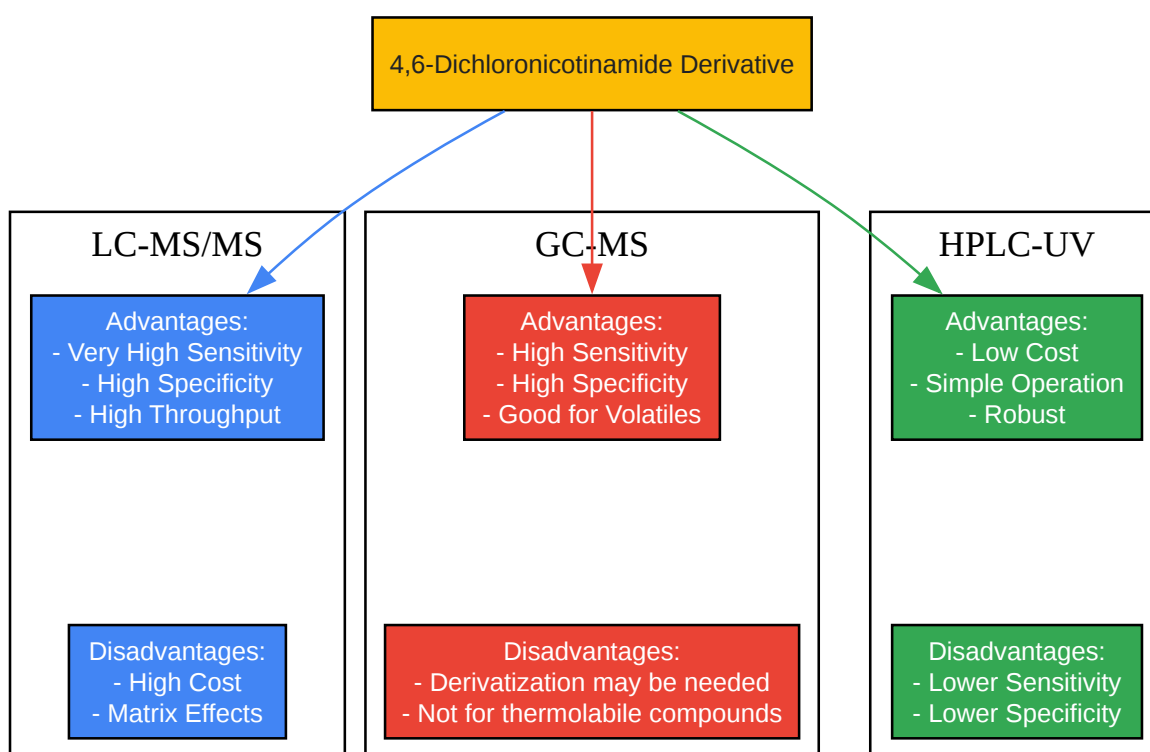 4,6-Dichloronicotinamide Derivative
LC-MS/MS
Advantages:
- Very High Sensitivity
- High Specificity
- High Throughput
Disadvantages:
- High Cost
- Matrix Effects
GC-MS
Advantages:
- High Sensitivity
- High Specificity
- Good for Volatiles
Disadvantages:
- Derivatization may be needed
- Not for thermolabile compounds
HPLC-UV
Advantages:
- Low Cost
- Simple Operation
- Robust
Disadvantages:
- Lower Sensitivity
- Lower Specificity